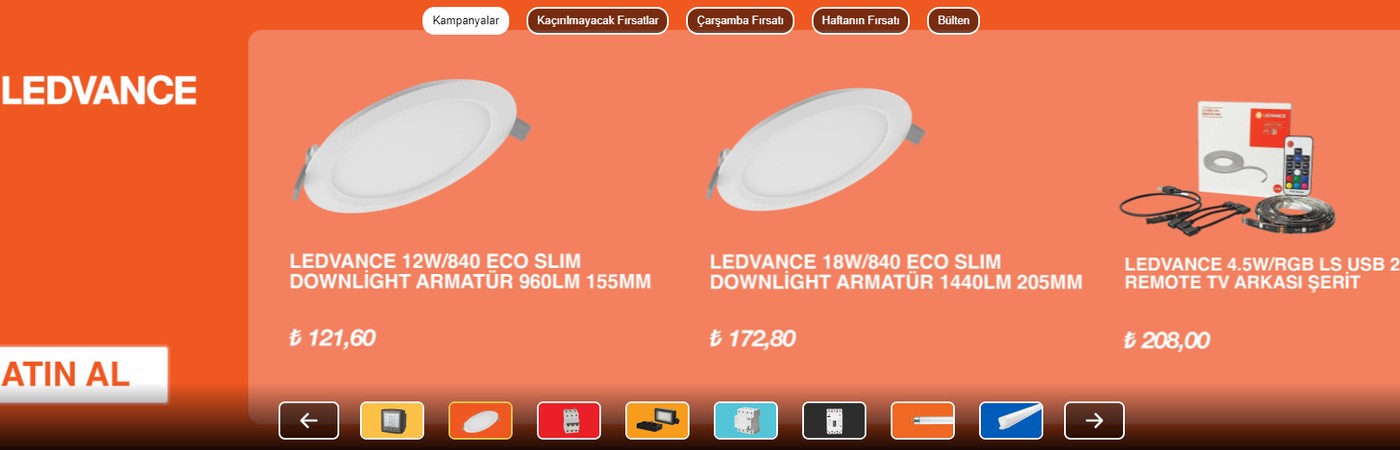 Kampanyalar
Kaçırılmayacak Fırsatlar
Çarşamba Fırsatı
Haftanın Fırsatı
Bülten
LEDVANCE
LEDVANCE 12W/840 ECO SLIM
DOWNLİGHT ARMATÜR 960LM 155MM
₺ 121,60
LEDVANCE 18W/840 ECO SLIM
DOWNLİGHT ARMATÜR 1440LM 205MM
₺ 172,80
LEDVANCE
LEDVANCE 4.5W/RGB LS USB 2
REMOTE TV ARKASI ŞERİT
₺ 208,00
ATIN AL